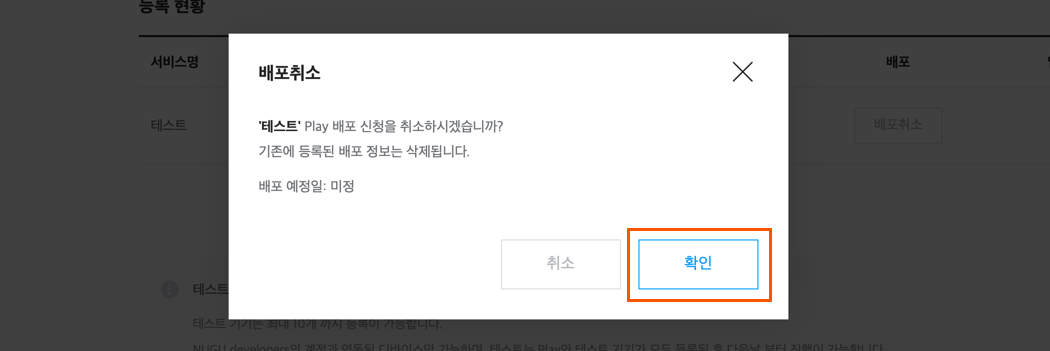 등록 현황
서비스명
배포
배포취소
'테스트' Play 배포 신청을 취소하시겠습니까?
기존에 등록된 배포 정보는 삭제됩니다.
배포 예정일: 미정
취소
확인
테스트
배포취소
테스트
테스트 기기는 최대 10개 까지 등록이 가능합니다.
NUGU developers의 계정과 연동된 디바이스만 가능하며, 테스트는 Play와 테스트 기기가 모두 등록된 후 다음날 부터 진행이 가능합니다.